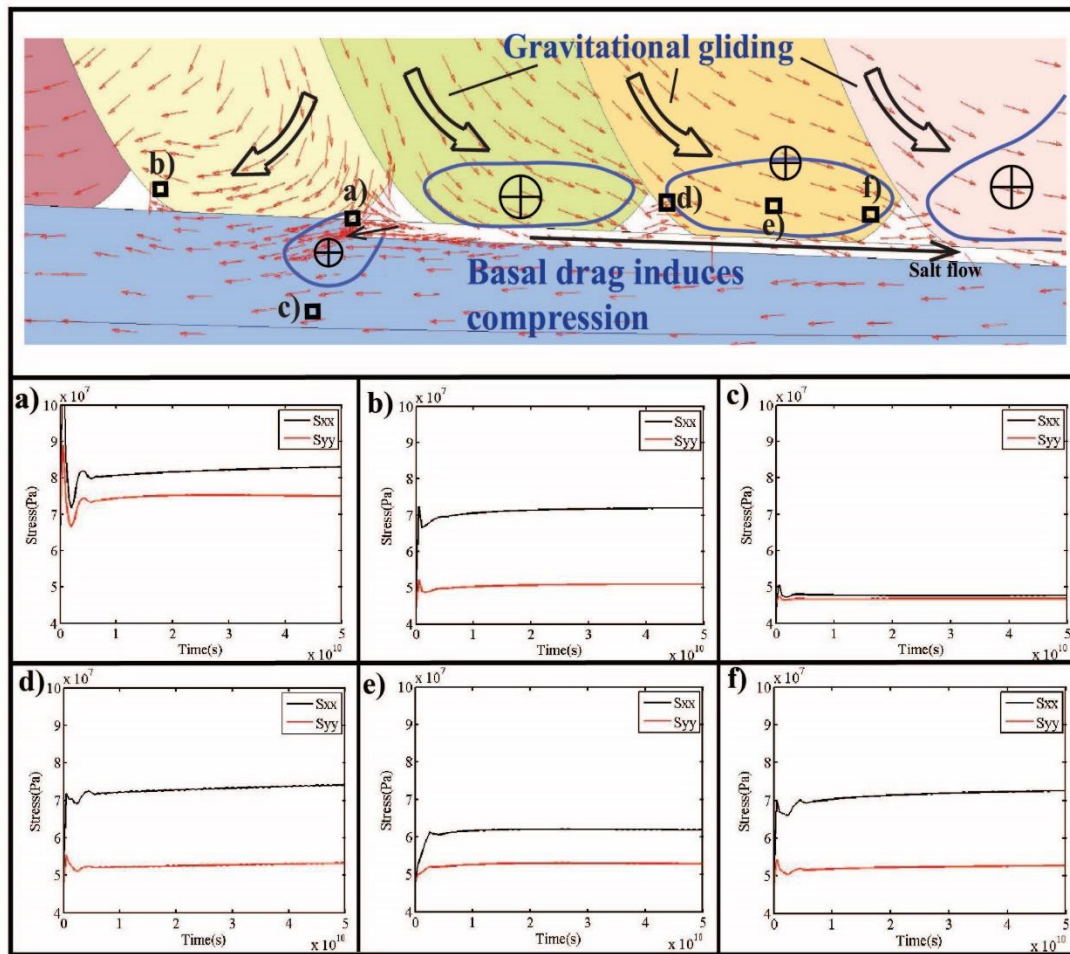 Gravitational gliding
b)
a)
d)
f)
e)
Salt flow
Basal drag induces
compression
c)
a)
x 10^7
10
9
8
7
6
5
4
Stress(Pa)
Sxx
Syy
0 1 2 3 4 5
Time(s)
x 10^10
b)
x 10^7
10
9
8
7
6
5
4
Stress(Pa)
Sxx
Syy
0 1 2 3 4 5
Time(s)
x 10^10
c)
x 10^7
10
9
8
7
6
5
4
Stress(Pa)
Sxx
Syy
0 1 2 3 4 5
Time(s)
x 10^10
d)
x 10^7
10
9
8
7
6
5
4
Stress(Pa)
Sxx
Syy
0 1 2 3 4 5
Time(s)
x 10^10
e)
x 10^7
10
9
8
7
6
5
4
Stress(Pa)
Sxx
Syy
0 1 2 3 4 5
Time(s)
x 10^10
f)
x 10^7
10
9
8
7
6
5
4
Stress(Pa)
Sxx
Syy
0 1 2 3 4 5
Time(s)
x 10^10